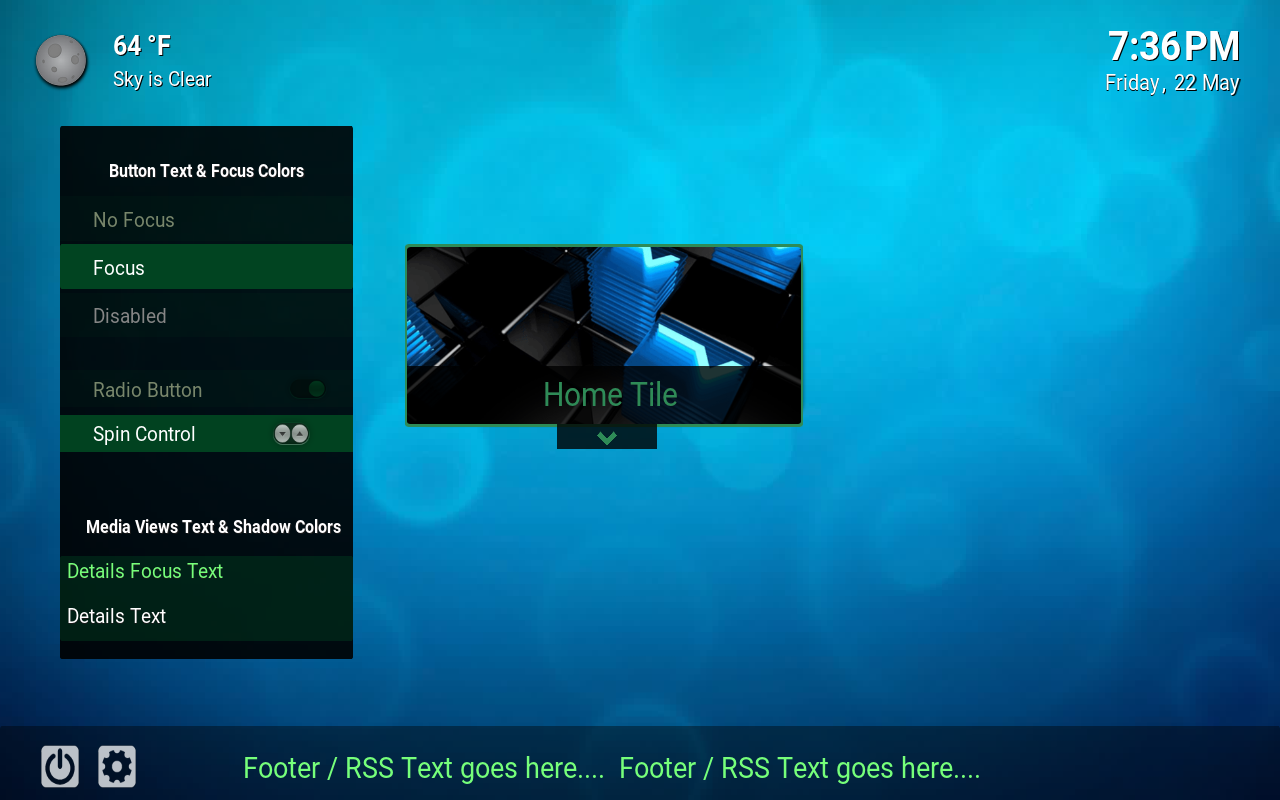 64 °F
Sky is Clear
7:36 PM
Friday, 22 May
Button Text & Focus Colors
No Focus
Focus
Disabled
Radio Button
Spin Control
Media Views Text & Shadow Colors
Details Focus Text
Details Text
Home Tile
Footer / RSS Text goes here.... Footer / RSS Text goes here....